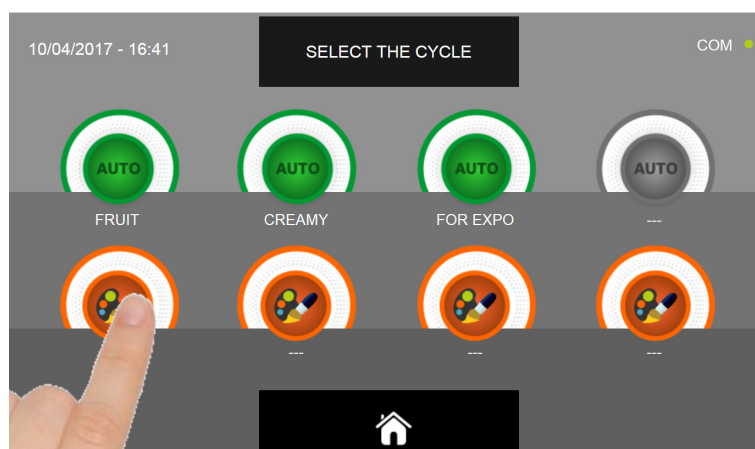 10/04/2017 - 16:41
SELECT THE CYCLE
COM
AUTO
AUTO
AUTO
AUTO
FRUIT
CREAMY
FOR EXPO
---
---
---
---